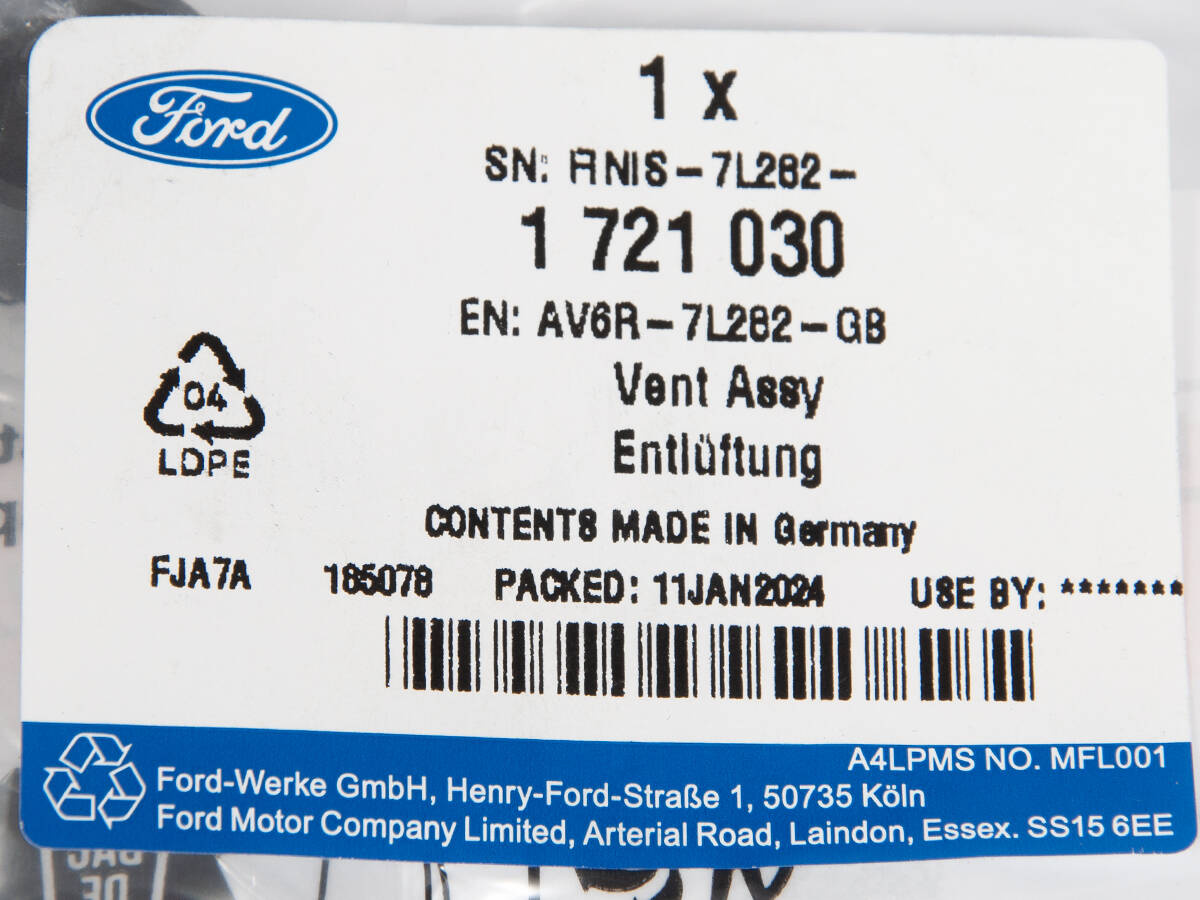 Ford
1 x
SN: FINIS-7L282-
1 721 030
EN: AV6R-7L282-GB
Vent Assy
Entlüftung
04
LDPE
CONTENTS MADE IN Germany
FJA7A 185078 PACKED: 11JAN2024 USE BY: *******
A4LPMS NO. MFL001
Ford-Werke GmbH, Henry-Ford-Straße 1, 50735 Köln
Ford Motor Company Limited, Arterial Road, Laindon, Essex. SS15 6EE